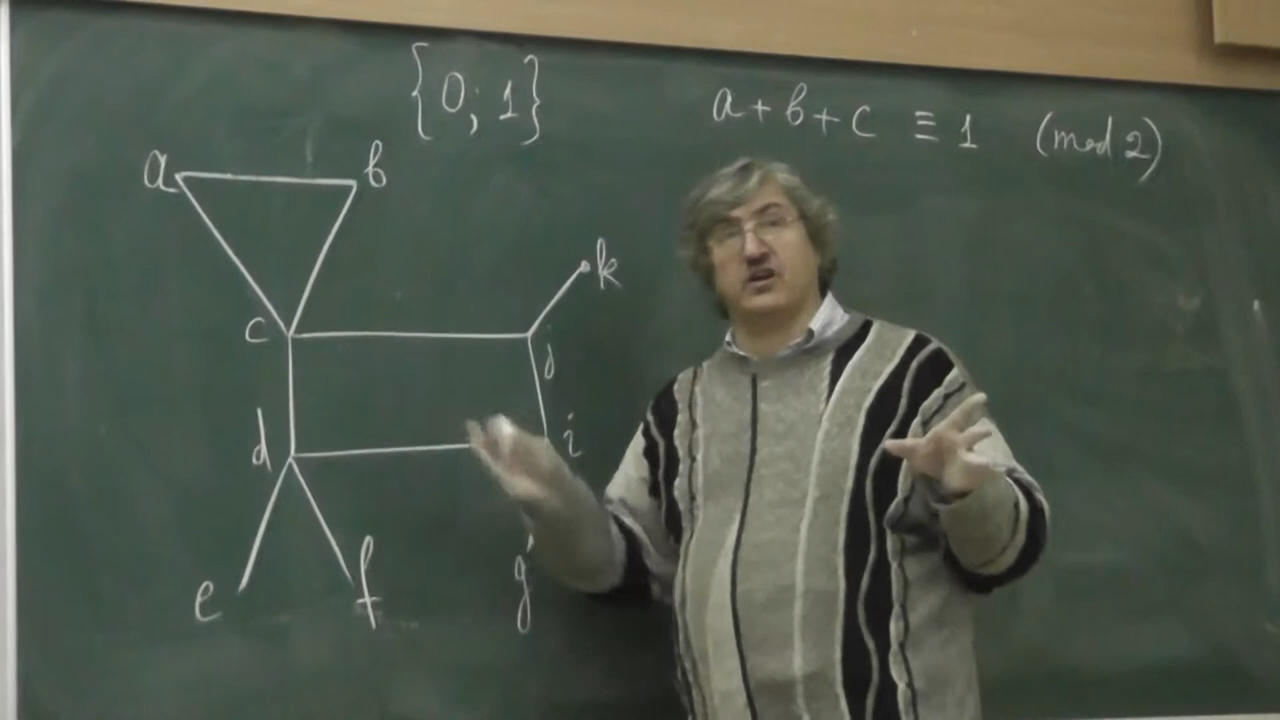 {0; 1}
a + b + c ≡ 1 (mod 2)
a
b
k
c
j
d
i
e
f
g